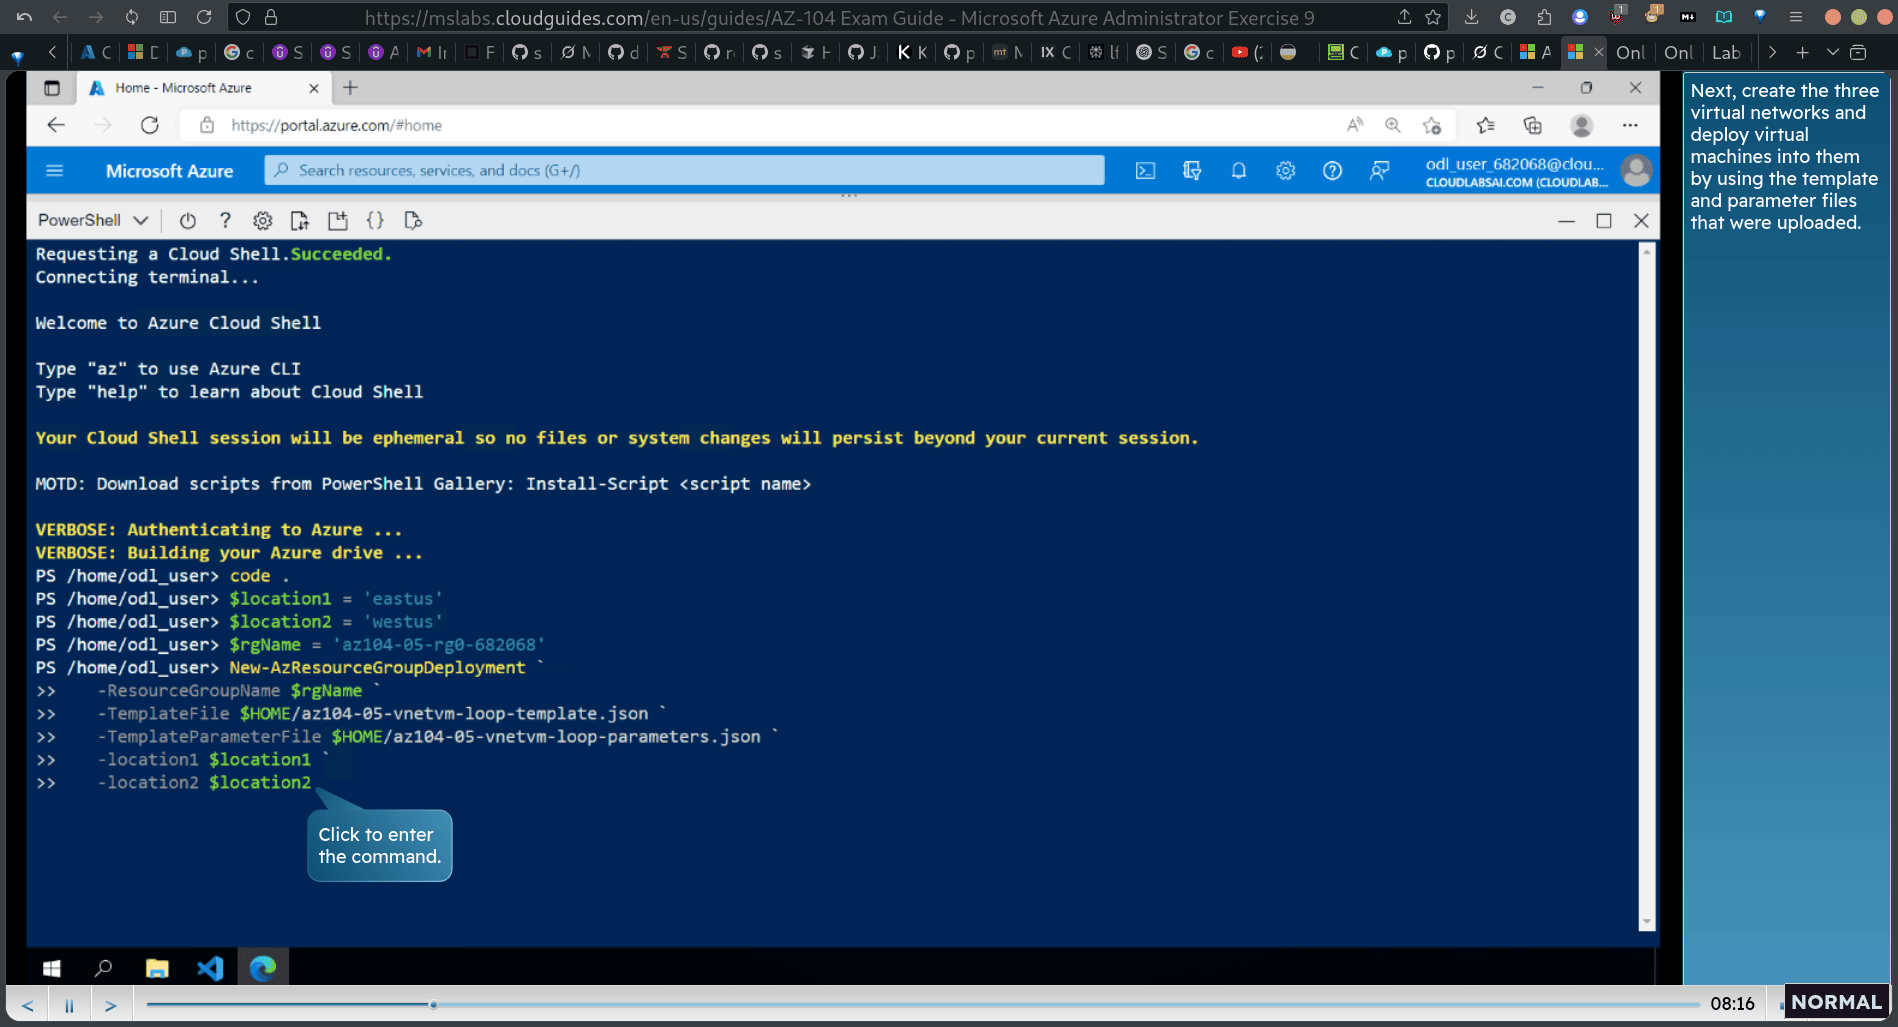 https://mslabs.cloudguides.com/en-us/guides/AZ-104 Exam Guide - Microsoft Azure Administrator Exercise 9
Onl
Onl
Lab
Home - Microsoft Azure
https://portal.azure.com/#home
Microsoft Azure
Search resources, services, and docs (G+/)
odl_user_682068@clou...
CLOUDLABSAI.COM (CLOUDLAB...
PowerShell
Requesting a Cloud Shell.Succeeded.
Connecting terminal...
Welcome to Azure Cloud Shell
Type "az" to use Azure CLI
Type "help" to learn about Cloud Shell
Your Cloud Shell session will be ephemeral so no files or system changes will persist beyond your current session.
MOTD: Download scripts from PowerShell Gallery: Install-Script <script name>
VERBOSE: Authenticating to Azure ...
VERBOSE: Building your Azure drive ...
PS /home/odl_user> code .
PS /home/odl_user> $location1 = 'eastus'
PS /home/odl_user> $location2 = 'westus'
PS /home/odl_user> $rgName = 'az104-05-rg0-682068'
PS /home/odl_user> New-AzResourceGroupDeployment `
>>    -ResourceGroupName $rgName `
>>    -TemplateFile $HOME/az104-05-vnetvm-loop-template.json `
>>    -TemplateParameterFile $HOME/az104-05-vnetvm-loop-parameters.json `
>>    -location1 $location1 `
>>    -location2 $location2
Click to enter
the command.
Next, create the three
virtual networks and
deploy virtual
machines into them
by using the template
and parameter files
that were uploaded.
08:16
NORMAL